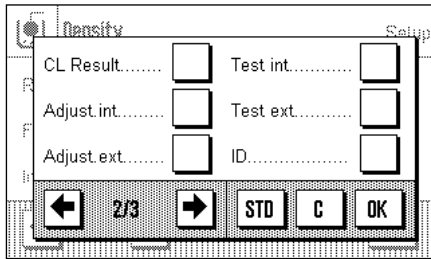 Density
Setup
CL Result........ Test int............
Adjust.int........ Test ext...........
Adjust.ext....... ID...................
2/3 STD C OK